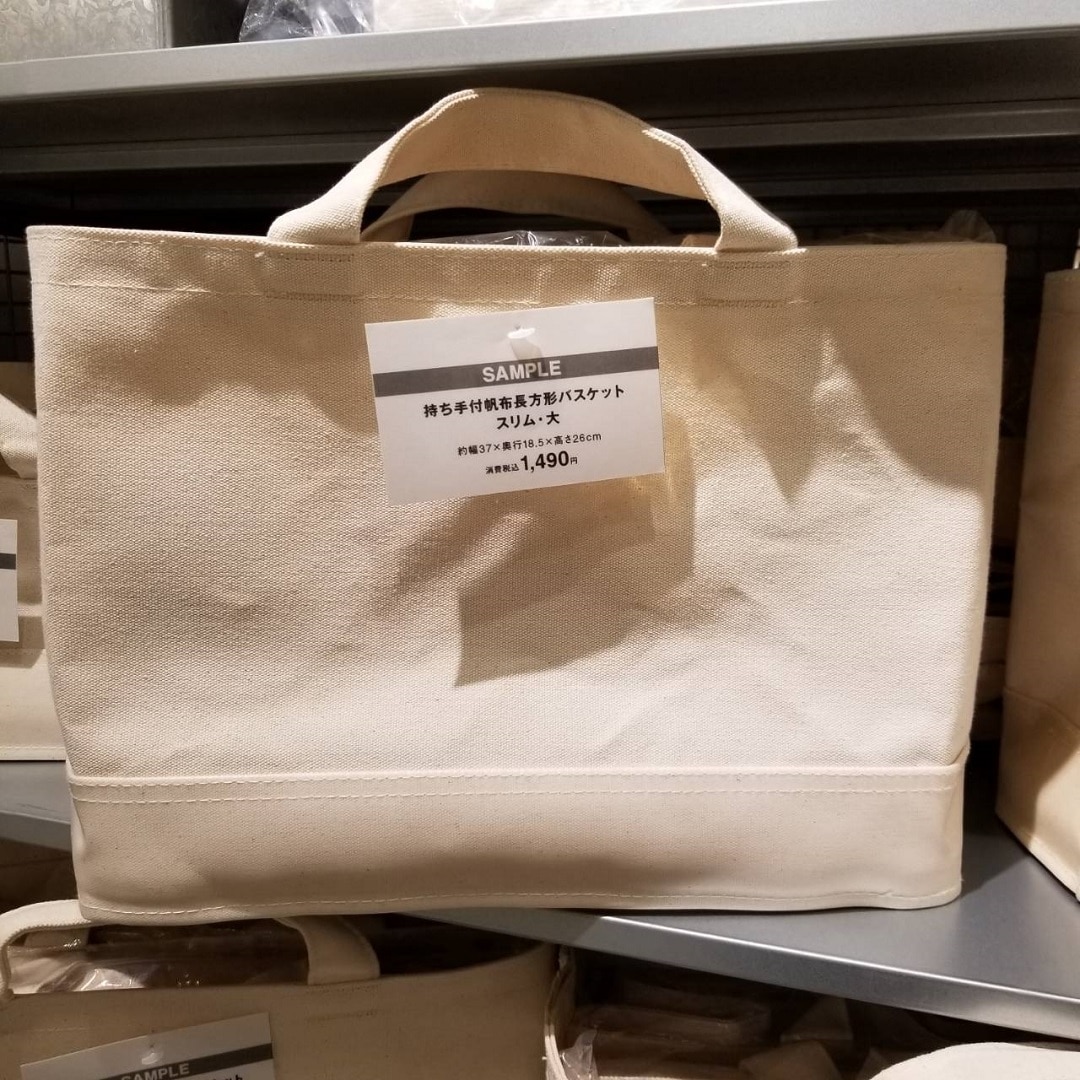 SAMPLE
持ち手付帆布長方形バスケット
スリム・大
約幅37×奥行18.5×高さ26cm
消費税込1,490円
SAMPLE